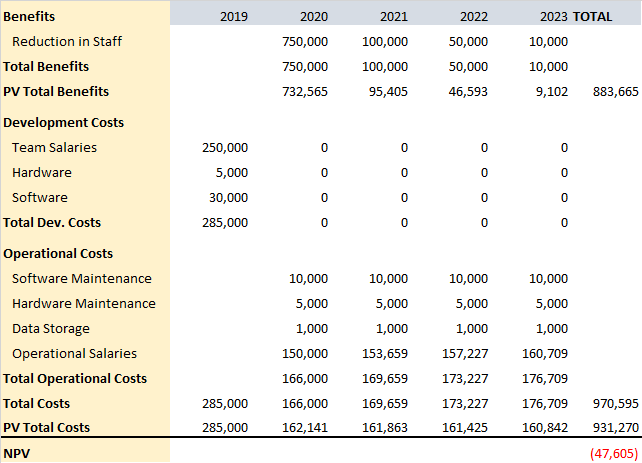 Benefits 2019 2020 2021 2022 2023 TOTAL
Reduction in Staff 750,000 100,000 50,000 10,000
Total Benefits 750,000 100,000 50,000 10,000
PV Total Benefits 732,565 95,405 46,593 9,102 883,665
Development Costs
Team Salaries 250,000 0 0 0 0
Hardware 5,000 0 0 0 0
Software 30,000 0 0 0 0
Total Dev. Costs 285,000 0 0 0 0
Operational Costs
Software Maintenance 10,000 10,000 10,000 10,000
Hardware Maintenance 5,000 5,000 5,000 5,000
Data Storage 1,000 1,000 1,000 1,000
Operational Salaries 150,000 153,659 157,227 160,709
Total Operational Costs 166,000 169,659 173,227 176,709
Total Costs 285,000 166,000 169,659 173,227 176,709 970,595
PV Total Costs 285,000 162,141 161,863 161,425 160,842 931,270
NPV (47,605)